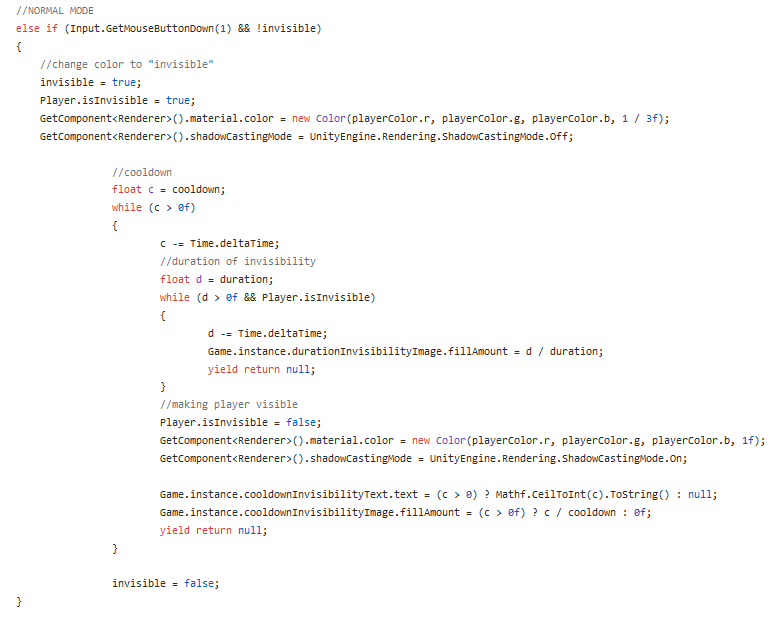 //NORMAL MODE
else if (Input.GetMouseButtonDown(1) && !invisible)
{
//change color to "invisible"
invisible = true;
Player.isInvisible = true;
GetComponent<Renderer>().material.color = new Color(playerColor.r, playerColor.g, playerColor.b, 1 / 3f);
GetComponent<Renderer>().shadowCastingMode = UnityEngine.Rendering.ShadowCastingMode.Off;
//cooldown
float c = cooldown;
while (c > 0f)
{
c -= Time.deltaTime;
//duration of invisibility
float d = duration;
while (d > 0f && Player.isInvisible)
{
d -= Time.deltaTime;
Game.instance.durationInvisibilityImage.fillAmount = d / duration;
yield return null;
}
//making player visible
Player.isInvisible = false;
GetComponent<Renderer>().material.color = new Color(playerColor.r, playerColor.g, playerColor.b, 1f);
GetComponent<Renderer>().shadowCastingMode = UnityEngine.Rendering.ShadowCastingMode.On;
Game.instance.cooldownInvisibilityText.text = (c > 0) ? Mathf.CeilToInt(c).ToString() : null;
Game.instance.cooldownInvisibilityImage.fillAmount = (c > 0f) ? c / cooldown : 0f;
yield return null;
}
invisible = false;
}